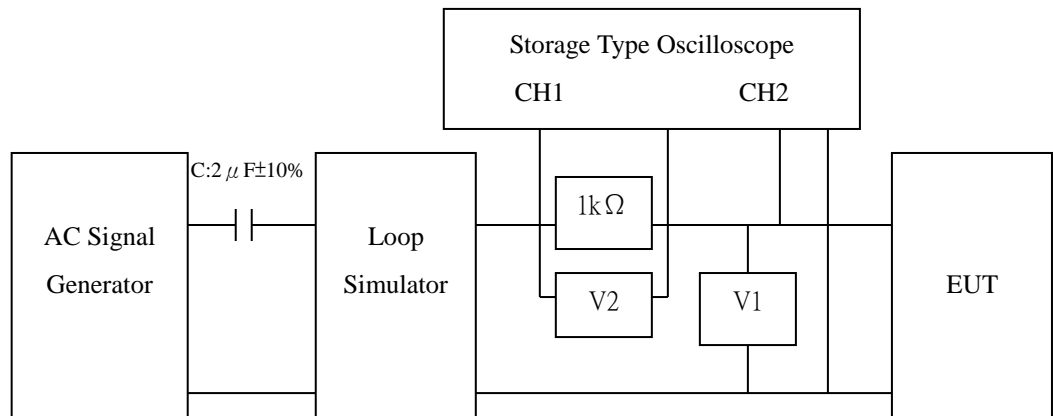 Storage Type Oscilloscope
CH1 CH2
C:2 μF±10%
AC Signal
Generator
Loop
Simulator
1kΩ
V2
V1
EUT